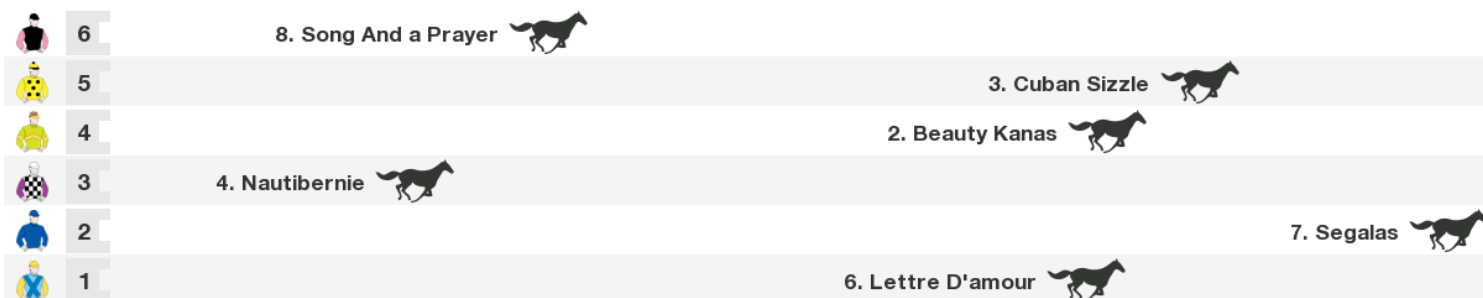 6 8. Song And a Prayer
5 3. Cuban Sizzle
4 2. Beauty Kanas
3 4. Nautibernie
2 7. Segalas
1 6. Lettre D'amour